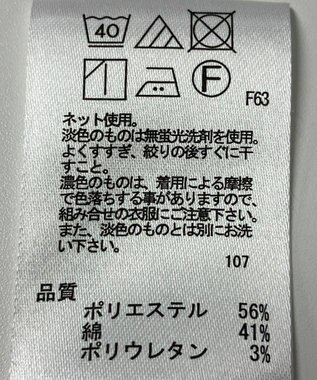 40
F
F63
ネット使用。
淡色のものは無蛍光洗剤を使用。
よくすすぎ、絞りの後すぐに干
すこと。
濃色のものは、着用による摩擦
で色落ちする事がありますので、
組み合せの衣服にご注意下さい。
また、淡色のものとは別にお洗
い下さい。
107
品質
ポリエステル 56%
綿 41%
ポリウレタン 3%